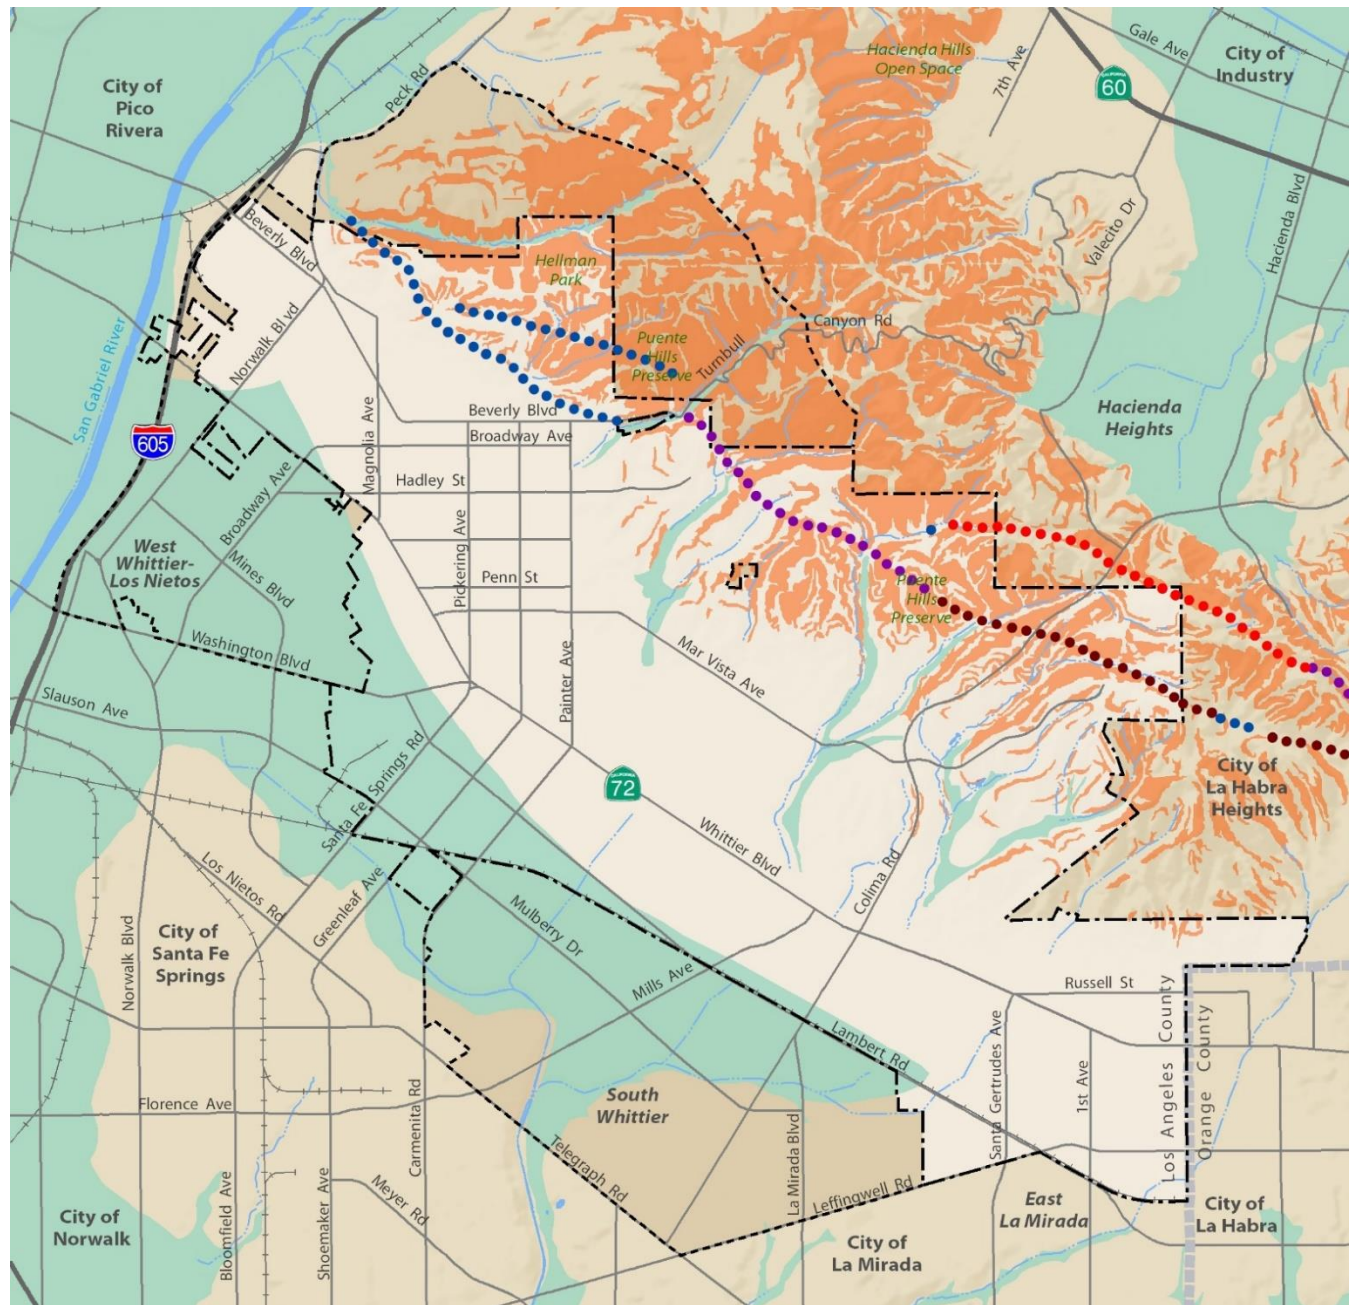 Hacienda Hills
Open Space
7th Ave
Gale Ave
City of
Industry
CALIFORNIA
60
City of
Pico
Rivera
Peck Rd
Hacienda Blvd
Valecito Dr
Beverly Blvd
Hellman
Park
San Gabriel River
Norwalk Blvd
Canyon Rd
Turnbull
Puente
Hills
Preserve
Hacienda
Heights
Beverly Blvd
Broadway Ave
Magnolia Ave
605
Hadley St
Broadway Ave
West
Whittier-
Los Nietos
Mines Blvd
Pickering Ave
Penn St
Puente
Hills
Preserve
Washington Blvd
Mar Vista Ave
Painter Ave
Slauson Ave
Santa Fe Springs Rd
CALIFORNIA
72
City of
La Habra
Heights
Whittier Blvd
Los Nietos Rd
Greenleaf Ave
Colima Rd
Mulberry Dr
City of
Santa Fe
Springs
Norwalk Blvd
Mills Ave
Russell St
Los Angeles County
Orange County
Lambert Rd
Santa Gertrudes Ave
1st Ave
Florence Ave
Carmenita Rd
South
Whittier
La Mirada Blvd
Telegraph Rd
Leffingwell Rd
Bloomfield Ave
Shoemaker Ave
Meyer Rd
East
La Mirada
City of
La Habra
City of
Norwalk
City of
La Mirada